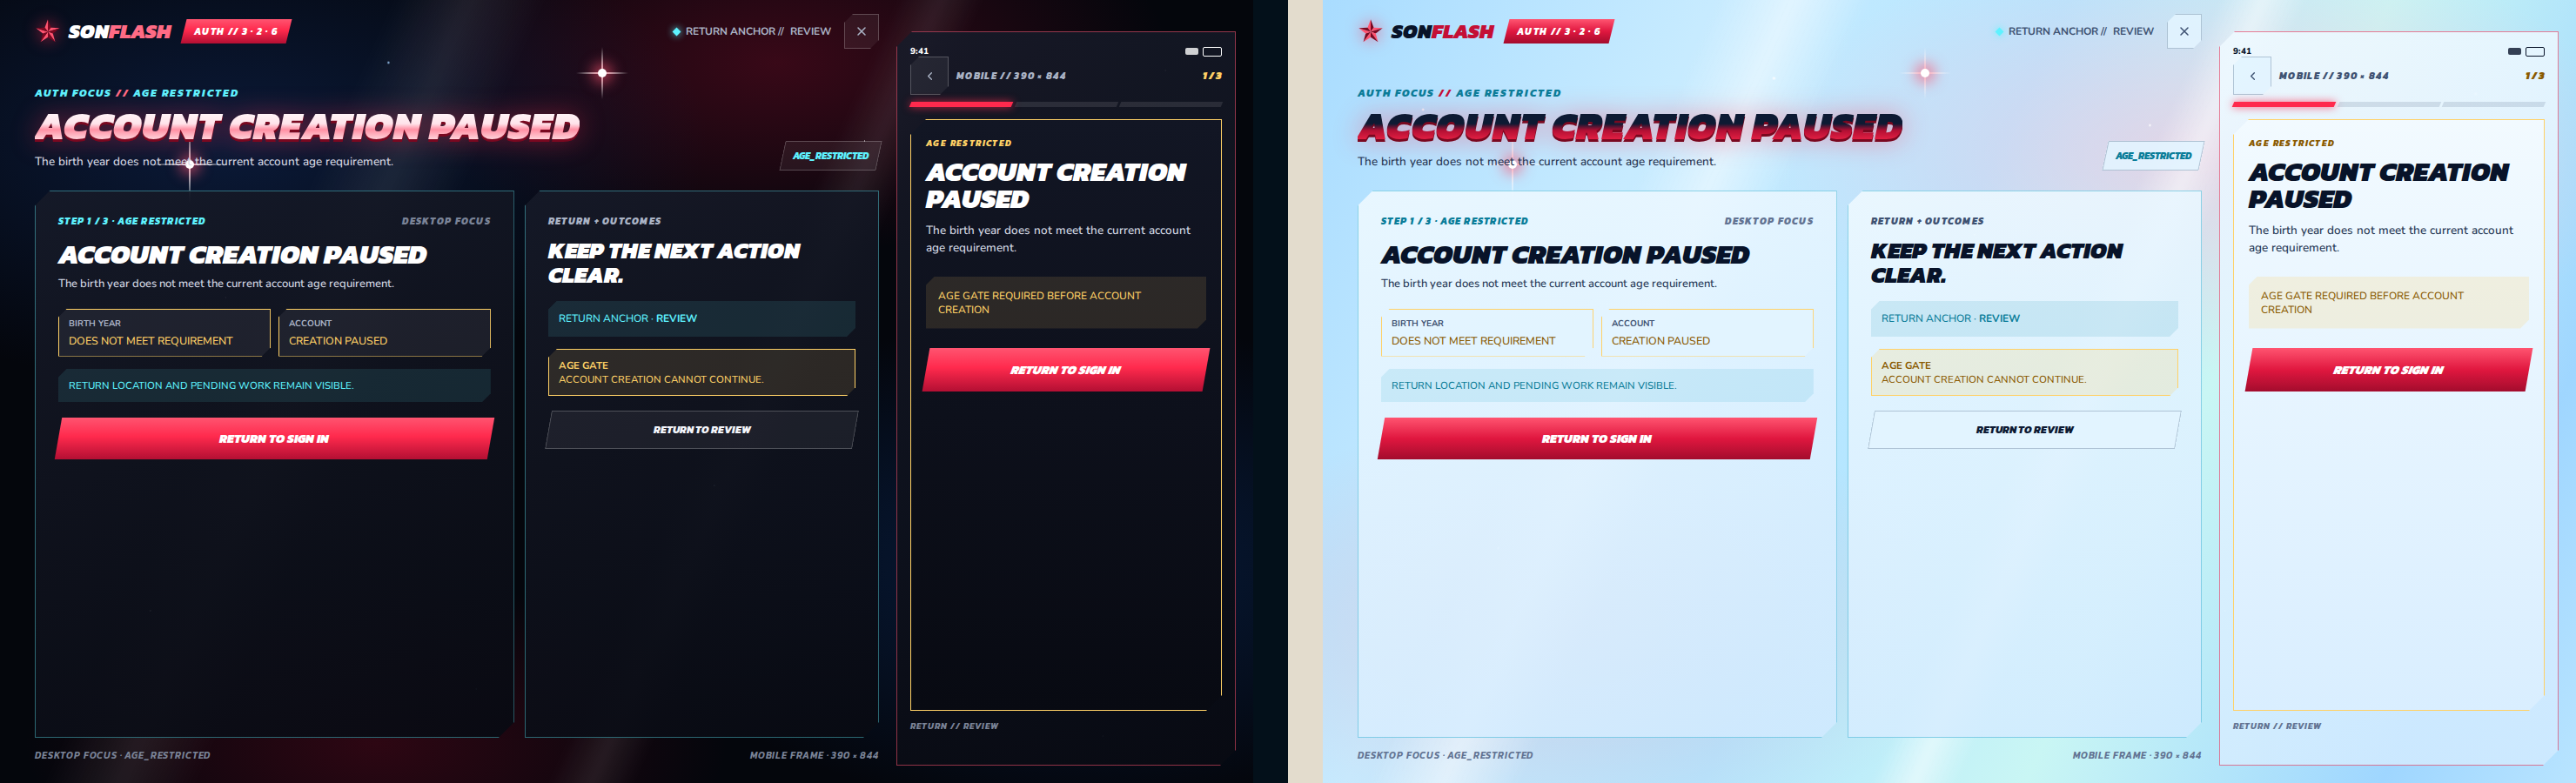 SONFLASH
AUTH // 3 · 2 · 6
RETURN ANCHOR // REVIEW
AUTH FOCUS // AGE RESTRICTED
ACCOUNT CREATION PAUSED
The birth year does not meet the current account age requirement.
AGE_RESTRICTED
STEP 1 / 3 · AGE RESTRICTED
DESKTOP FOCUS
ACCOUNT CREATION PAUSED
The birth year does not meet the current account age requirement.
BIRTH YEAR
DOES NOT MEET REQUIREMENT
ACCOUNT
CREATION PAUSED
RETURN LOCATION AND PENDING WORK REMAIN VISIBLE.
RETURN TO SIGN IN
RETURN + OUTCOMES
KEEP THE NEXT ACTION
CLEAR.
RETURN ANCHOR · REVIEW
AGE GATE
ACCOUNT CREATION CANNOT CONTINUE.
RETURN TO REVIEW
DESKTOP FOCUS · AGE_RESTRICTED
MOBILE FRAME · 390 × 844
9:41
MOBILE // 390 × 844
1/3
AGE RESTRICTED
ACCOUNT CREATION
PAUSED
The birth year does not meet the current account
age requirement.
AGE GATE REQUIRED BEFORE ACCOUNT
CREATION
RETURN TO SIGN IN
RETURN // REVIEW
SONFLASH
AUTH // 3 · 2 · 6
RETURN ANCHOR // REVIEW
AUTH FOCUS // AGE RESTRICTED
ACCOUNT CREATION PAUSED
The birth year does not meet the current account age requirement.
AGE_RESTRICTED
STEP 1 / 3 · AGE RESTRICTED
DESKTOP FOCUS
ACCOUNT CREATION PAUSED
The birth year does not meet the current account age requirement.
BIRTH YEAR
DOES NOT MEET REQUIREMENT
ACCOUNT
CREATION PAUSED
RETURN LOCATION AND PENDING WORK REMAIN VISIBLE.
RETURN TO SIGN IN
RETURN + OUTCOMES
KEEP THE NEXT ACTION
CLEAR.
RETURN ANCHOR · REVIEW
AGE GATE
ACCOUNT CREATION CANNOT CONTINUE.
RETURN TO REVIEW
DESKTOP FOCUS · AGE_RESTRICTED
MOBILE FRAME · 390 × 844
9:41
MOBILE // 390 × 844
1/3
AGE RESTRICTED
ACCOUNT CREATION
PAUSED
The birth year does not meet the current account
age requirement.
AGE GATE REQUIRED BEFORE ACCOUNT
CREATION
RETURN TO SIGN IN
RETURN // REVIEW